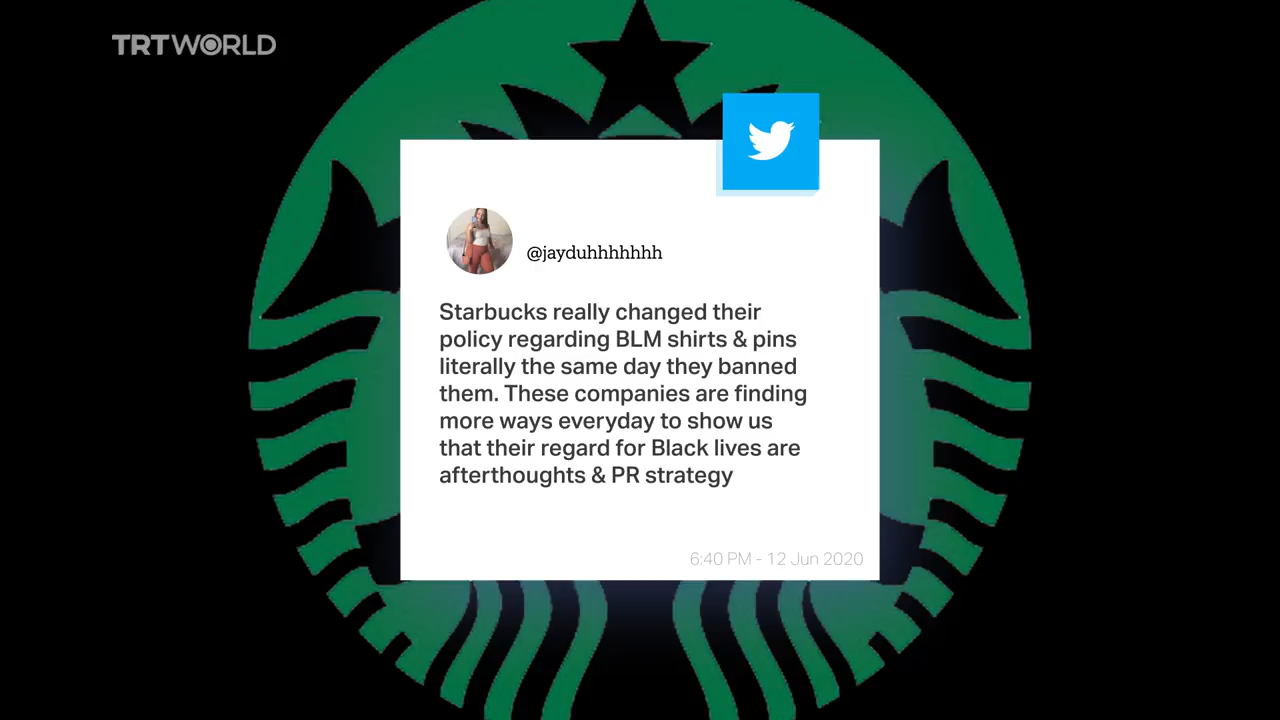 TRTWORLD
@jayduhhhhhhh
Starbucks really changed their
policy regarding BLM shirts & pins
literally the same day they banned
them. These companies are finding
more ways everyday to show us
that their regard for Black lives are
afterthoughts & PR strategy
6:40 PM - 12 Jun 2020